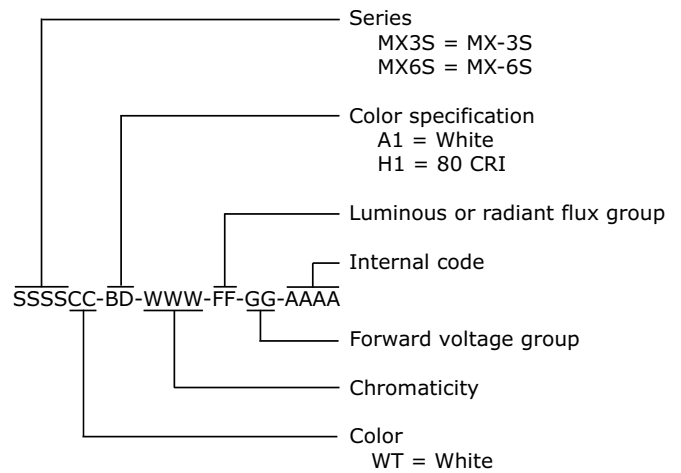 Series
MX3S = MX-3S
MX6S = MX-6S
Color specification
A1 = White
H1 = 80 CRI
Luminous or radiant flux group
Internal code
SSSSCC-BD-WWW-FF-GG-AAAA
Forward voltage group
Chromaticity
Color
WT = White